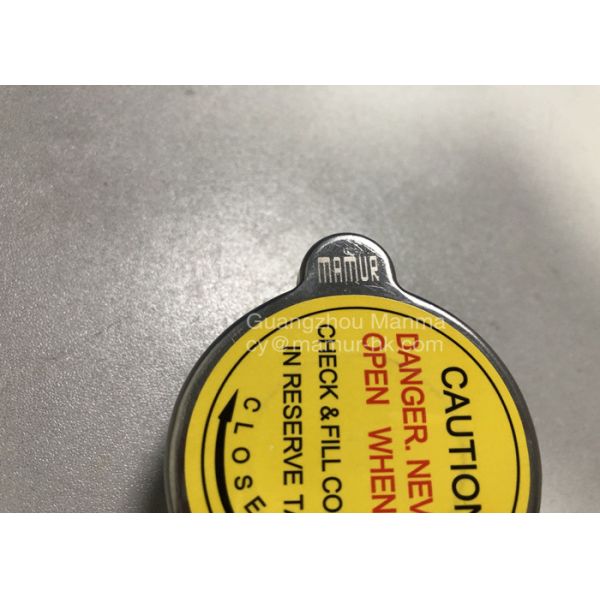 MAMUR
Guangzhou Manma
cy@mamur-hk.com
CAUTION
DANGER. NEV
OPEN WHEN
CHECK & FILL CO
IN RESERVE TA
CLOSE